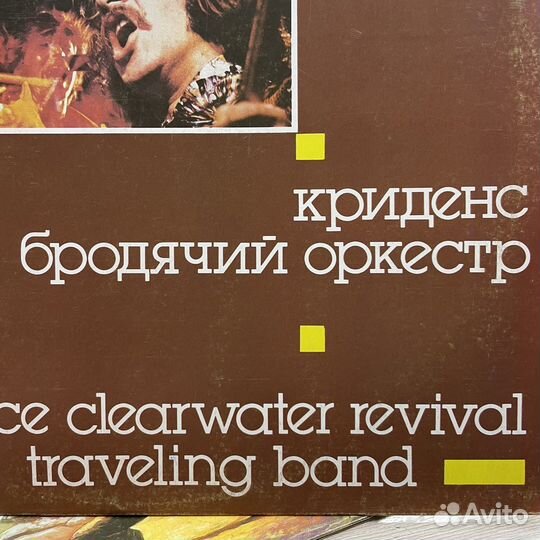 криденс
бродячий оркестр
ce clearwater revival
traveling band
Avito